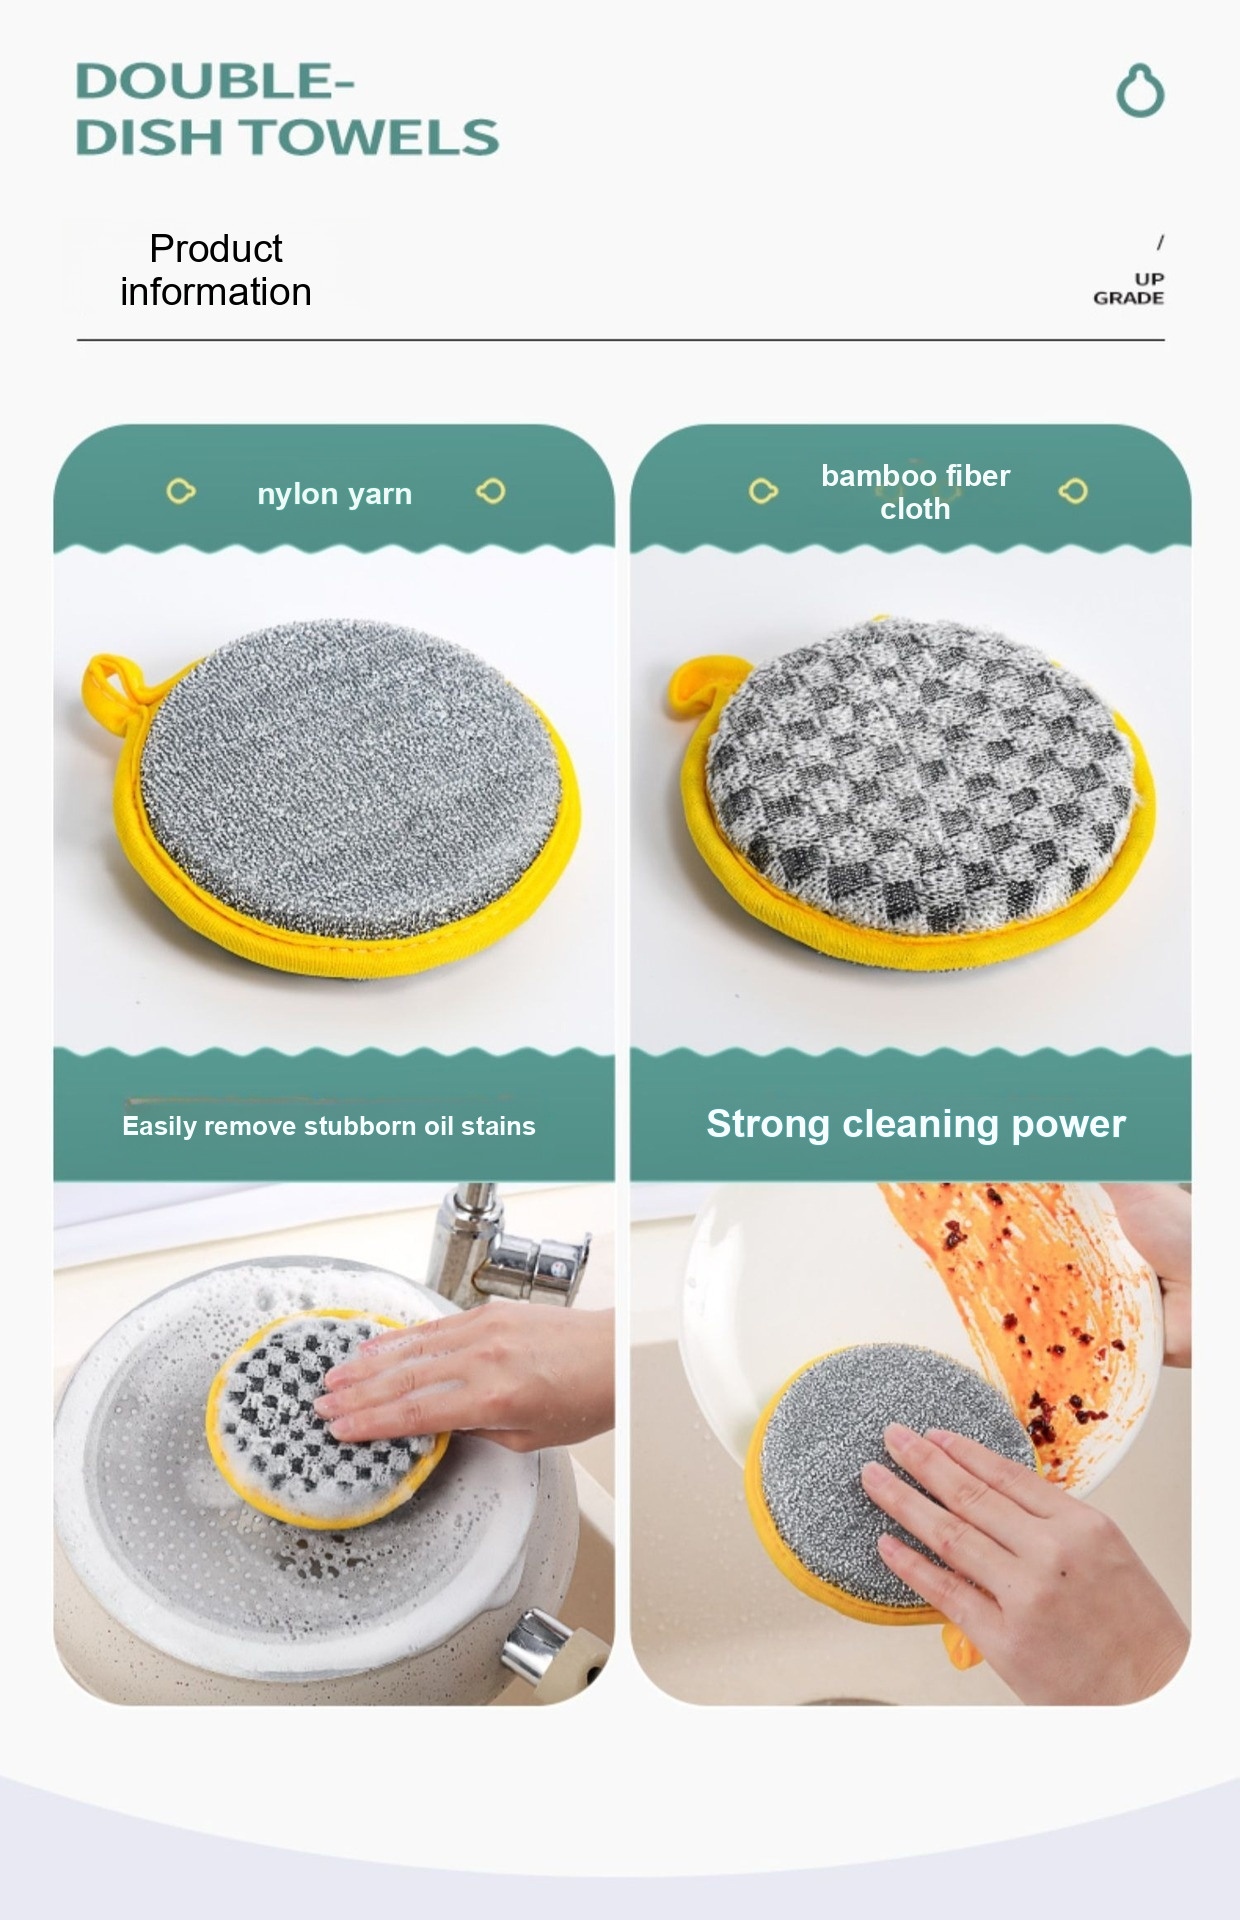 DOUBLE-
DISH TOWELS
Product
information
/
UP
GRADE
nylon yarn
bamboo fiber
cloth
Easily remove stubborn oil stains
Strong cleaning power